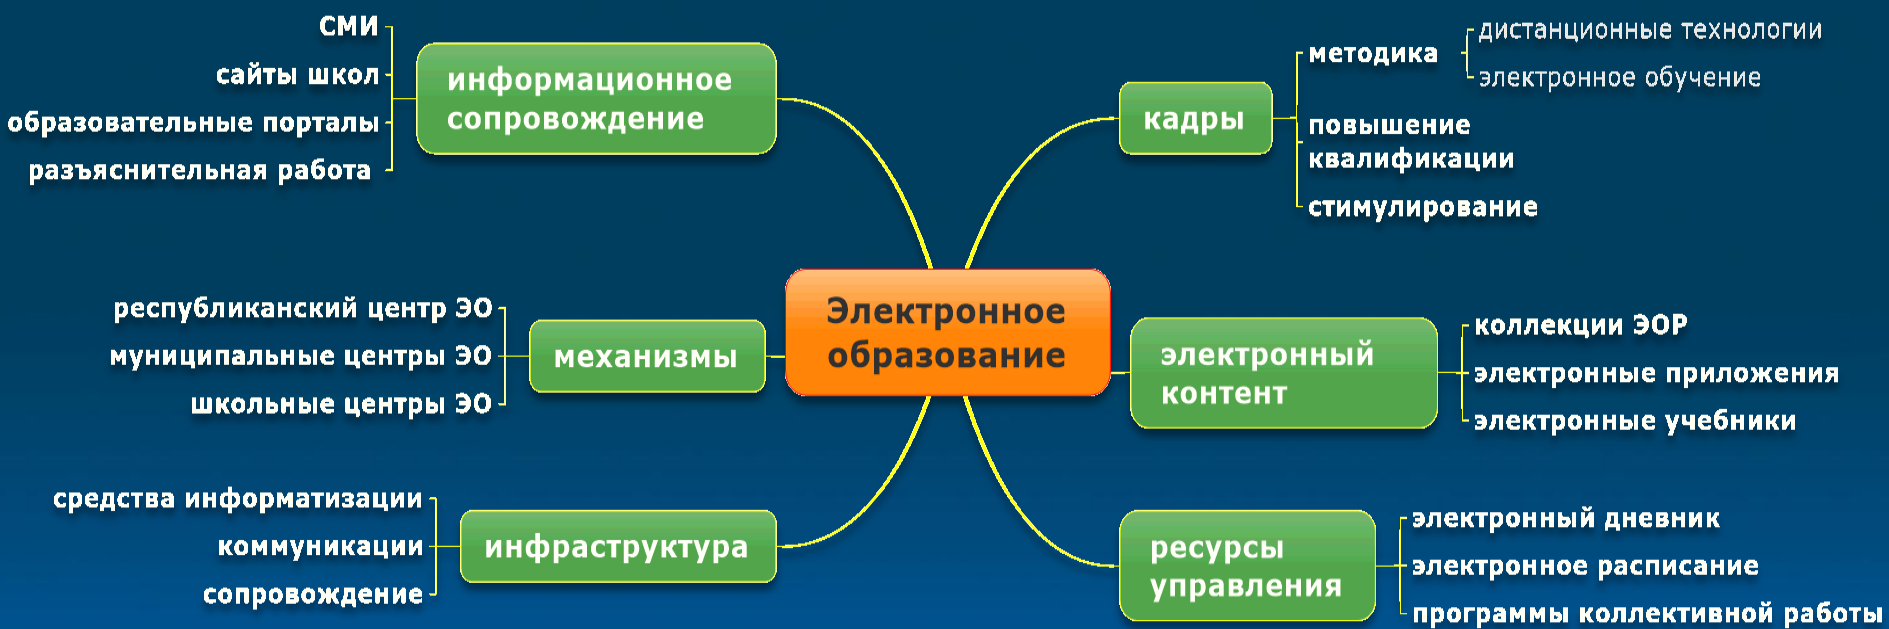 СМИ
сайты школ
образовательные порталы
разъяснительная работа
информационное
сопровождение
республиканский центр ЭО
муниципальные центры ЭО
школьные центры ЭО
механизмы
средства информатизации
коммуникации
сопровождение
инфраструктура
Электронное
образование
кадры
методика
дистанционные технологии
электронное обучение
повышение
квалификации
стимулирование
электронный
контент
коллекции ЭОР
электронные приложения
электронные учебники
ресурсы
управления
электронный дневник
электронное расписание
программы коллективной работы